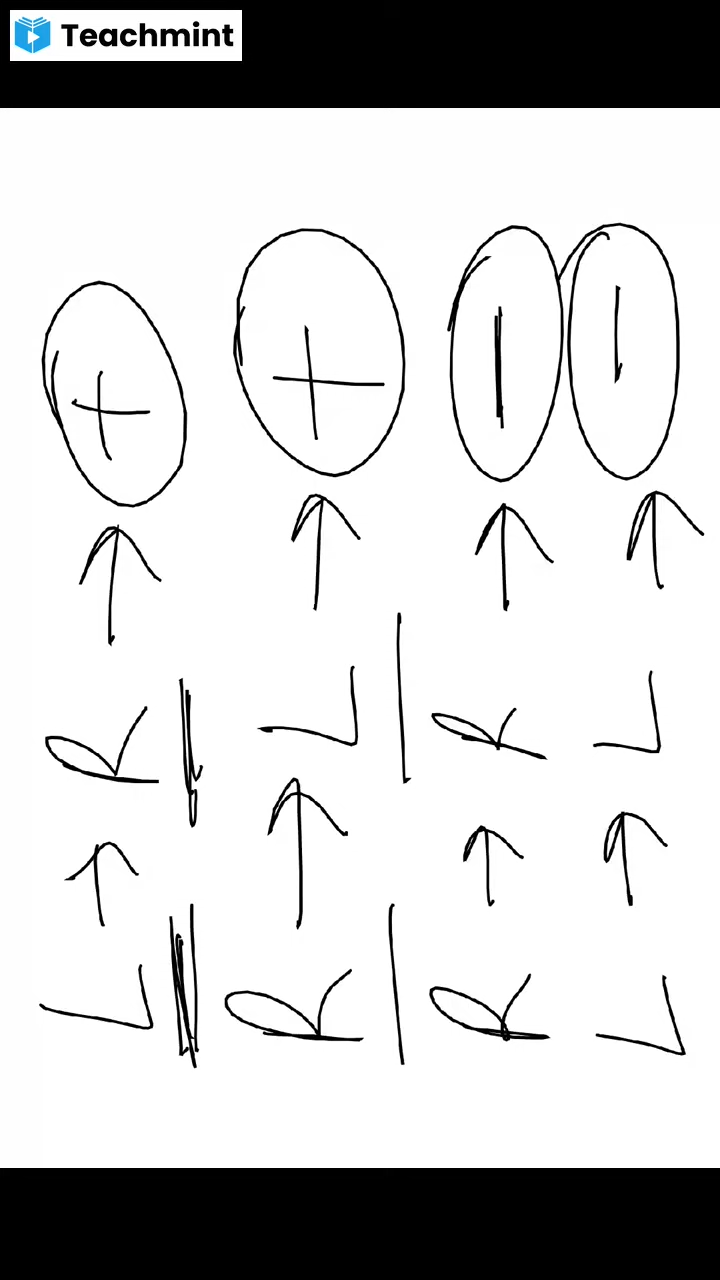 L → R → +
R → L → +
R → R → −
L → L → −
Teachmint